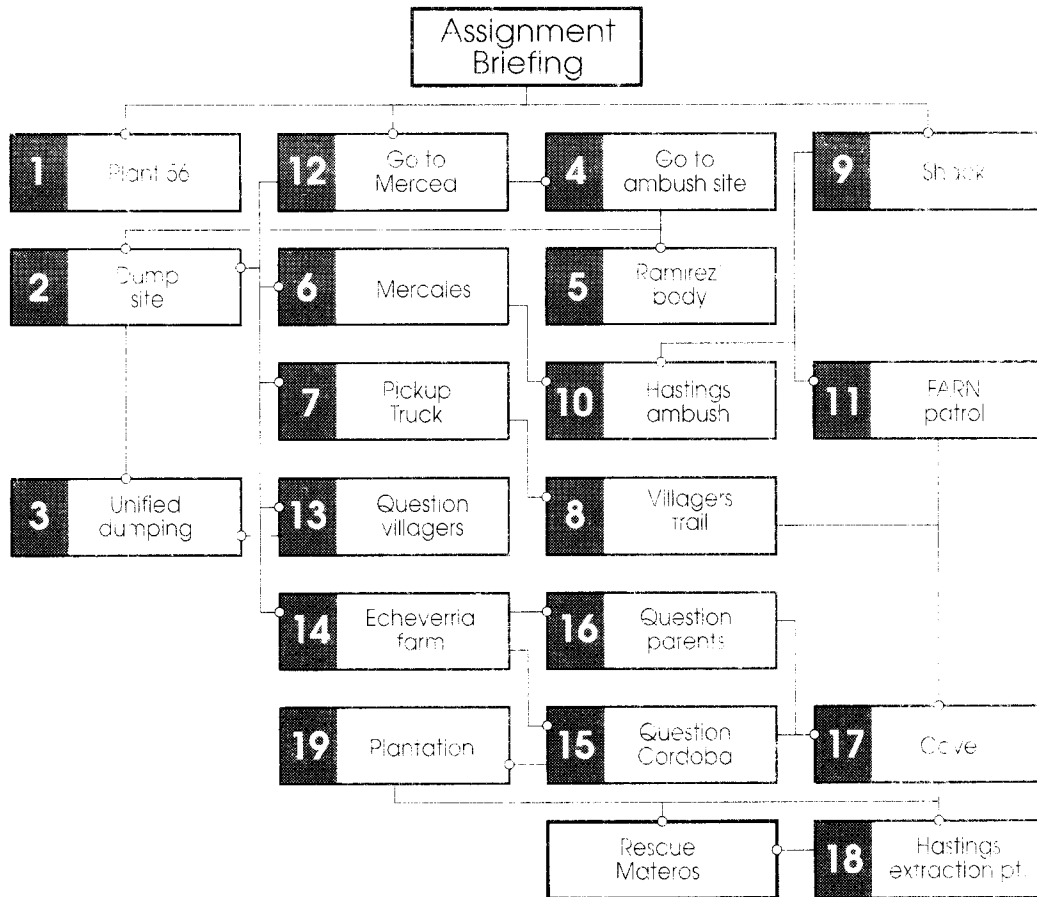 Assignment
Briefing
1
Plant 56
12
Go to
Merced
4
Go to
ambush site
9
Shack
2
Dump
site
6
Mercales
5
Ramirez'
body
7
Pickup
Truck
10
Hastings
ambush
11
FARN
patrol
3
Unified
dumping
13
Question
villagers
8
Villagers
trail
14
Echeverria
farm
16
Question
parents
19
Plantation
15
Question
Cordoba
17
Cave
Rescue
Materos
18
Hastings
extraction pt.